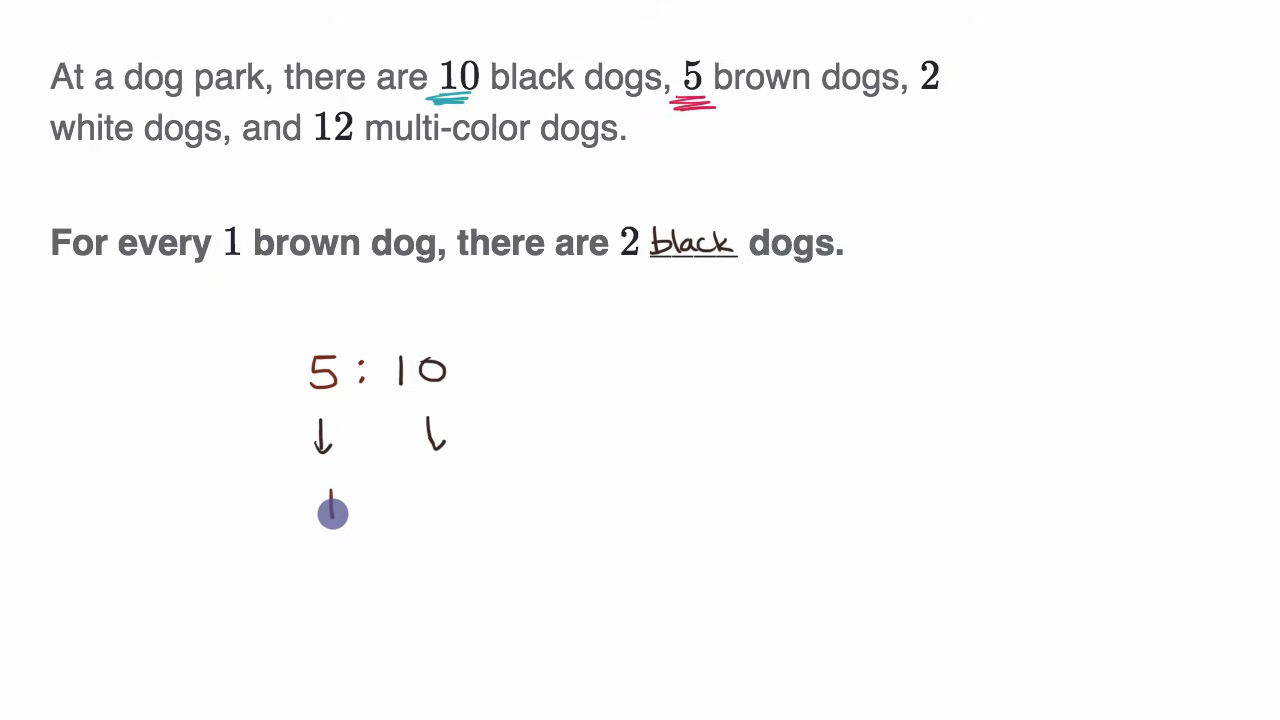 At a dog park, there are 10 black dogs, 5 brown dogs, 2
white dogs, and 12 multi-color dogs.
For every 1 brown dog, there are 2 black dogs.
5 : 10
↓ ↓
1